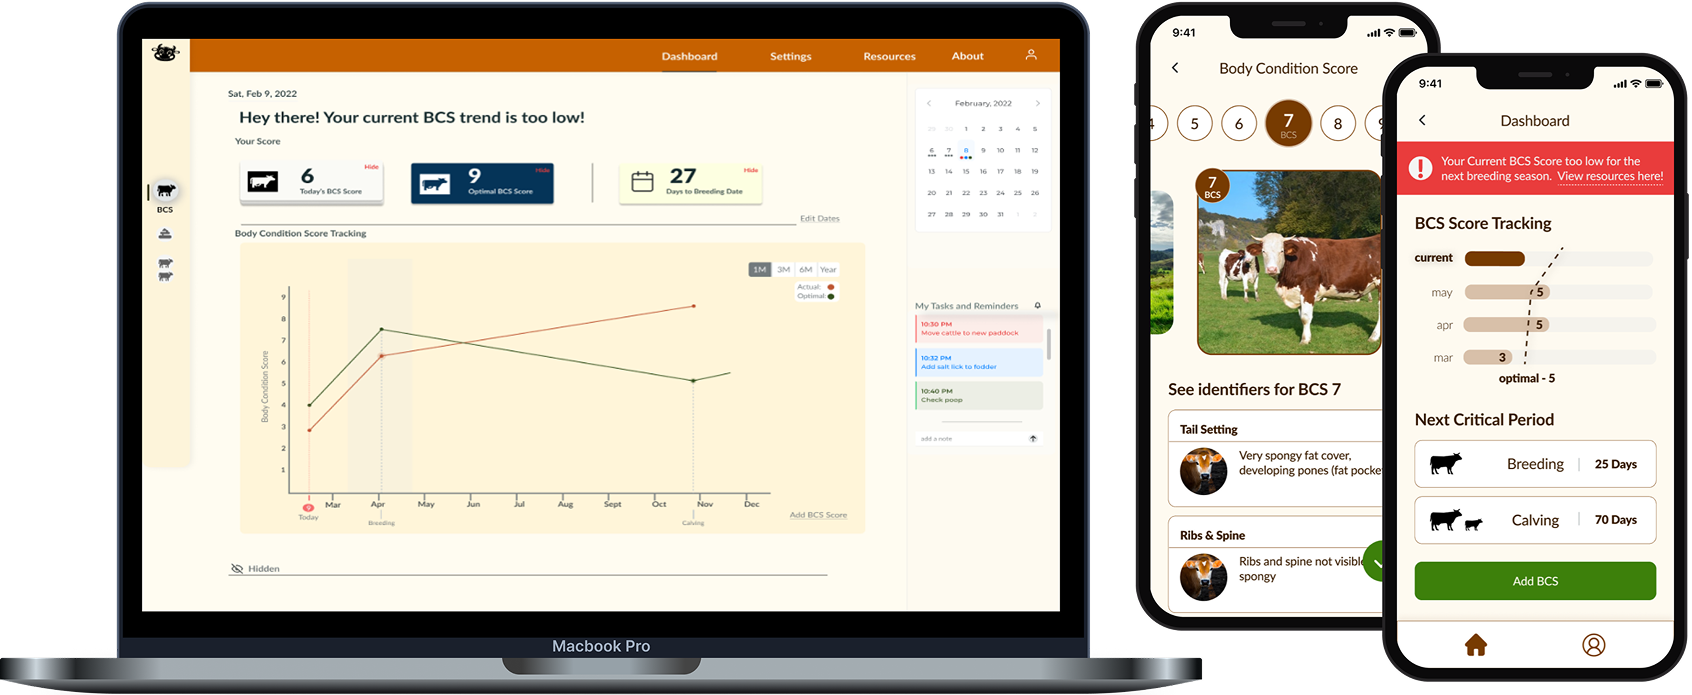 Dashboard
Settings
Resources
About
Sat, Feb 9, 2022
Hey there! Your current BCS trend is too low!
Your Score
6
Today's BCS Score
Hide
9
Optimal BCS Score
Hide
27
Days to Breeding Date
Hide
Edit Dates
BCS
Body Condition Score Tracking
1M 3M 6M Year
Actual:
Optimal:
Body Condition Score
9
8
7
6
5
4
3
2
1
Mar Apr May Jun Jul Aug Sept Oct Nov Dec
Today
Breeding
Calving
Add BCS Score
Hidden
February, 2022
29 30 1 2 3 4 5
6 7 8 9 10 11 12
13 14 15 16 17 18 19
20 21 22 23 24 25 26
27 28 29 30 31 1 2
My Tasks and Reminders
10:30 PM
Move cattle to new paddock
10:32 PM
Add salt lick to fodder
10:40 PM
Check poop
add a note
Macbook Pro
9:41
Body Condition Score
4 5 6 7 8 9
BCS
7
BCS
See identifiers for BCS 7
Tail Setting
Very spongy fat cover,
developing pones (fat pocke
Ribs & Spine
Ribs and spine not visible
spongy
9:41
Dashboard
Your Current BCS Score too low for the
next breeding season. View resources here!
BCS Score Tracking
current
may 5
apr 5
mar 3
optimal - 5
Next Critical Period
Breeding 25 Days
Calving 70 Days
Add BCS